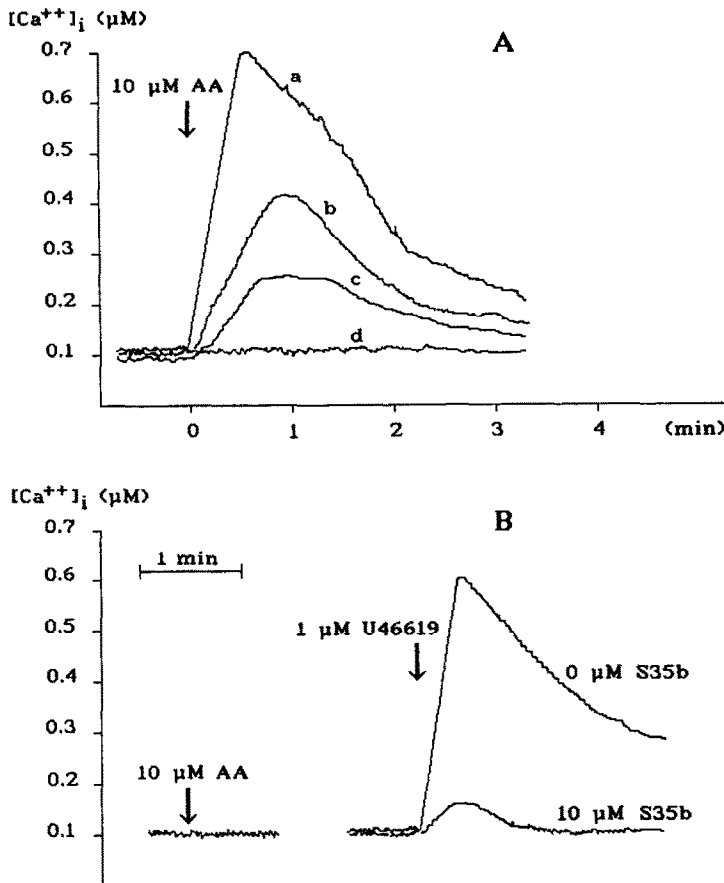 [Ca++]i (µM)
A
0.7
10 µM AA
a
0.6
0.5
0.4
b
0.3
c
0.2
d
0.1
0 1 2 3 4 (min)
[Ca++]i (µM)
B
0.7
1 min
0.6
1 µM U46619
0.5
0 µM S35b
0.4
0.3
10 µM AA
0.2
10 µM S35b
0.1